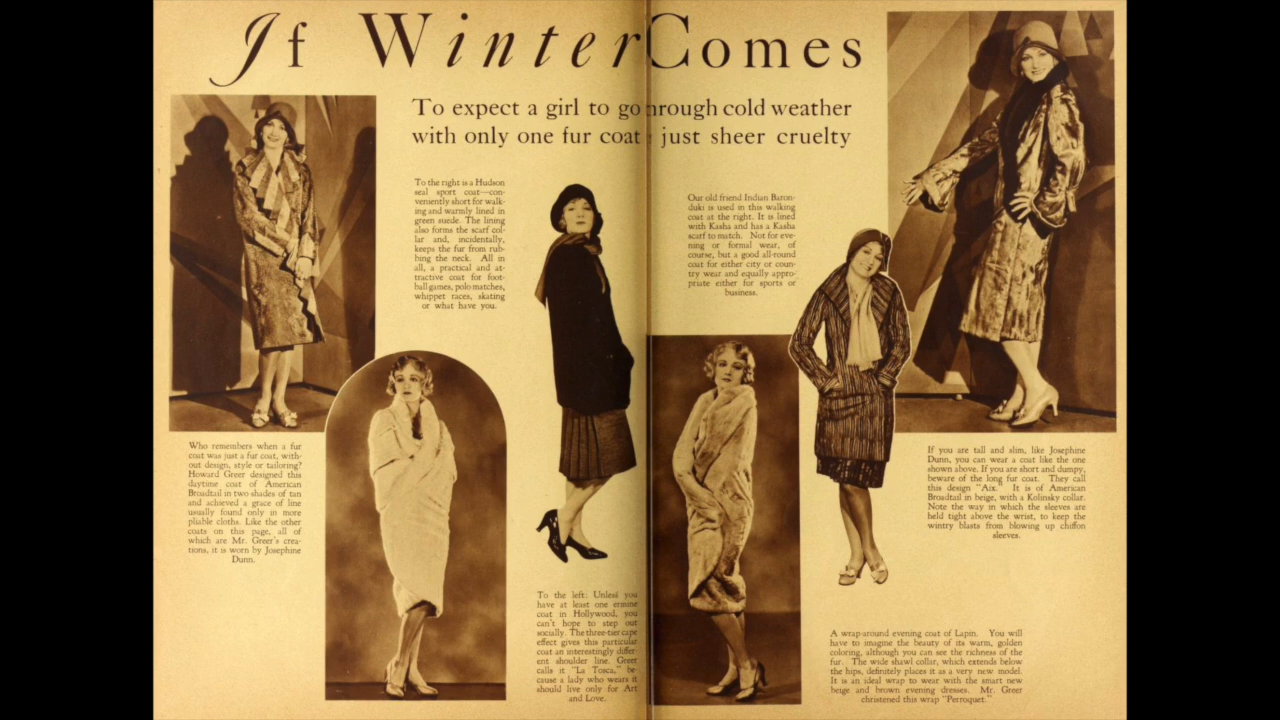 If Winter Comes
To expect a girl to go hrough cold weather
with only one fur coat just sheer cruelty
To the right is a Hudson
seal sport coat—con-
veniently short for walk-
ing and warmly lined in
green suede. The lining
also forms the scarf col-
lar and, incidentally,
keeps the fur from rub-
bing the neck. All in
all, a practical and at-
tractive coat for foot-
ball games, polo matches,
whippet races, skating
or what have you.
Our old friend Indian Baron-
duki is used in this walking
coat at the right. It is lined
with Kasha and has a Kasha
scarf to match. Not for eve-
ning or formal wear, of
course, but a good all-round
coat for either city or coun-
try wear and equally appro-
priate either for sports or
business.
Who remembers when a fur
coat was just a fur coat, with-
out design, style or tailoring?
Howard Greer designed this
daytime coat of American
Broadtail in two shades of tan
and achieved a grace of line
usually found only in more
pliable cloths. Like the other
coats on this page, all of
which are Mr. Greer's crea-
tions, it is worn by Josephine
Dunn.
If you are tall and slim, like Josephine
Dunn, you can wear a coat like the one
shown above. If you are short and dumpy,
beware of the long fur coat. They call
this design "Aix. It is of American
Broadtail in beige, with a Kolinsky collar.
Note the way in which the sleeves are
held tight above the wrist, to keep the
wintry blasts from blowing up chiffon
sleeves.
To the left: Unless you
have at least one ermine
coat in Hollywood, you
can't hope to step out
socially. The three-tier cape
effect gives this particular
coat an interestingly differ-
ent shoulder line. Greer
calls it "La Tosca," be-
cause a lady who wears it
should live only for Art
and Love.
A wrap-around evening coat of Lapin. You will
have to imagine the beauty of its warm, golden
coloring, although you can see the richness of the
fur. The wide shawl collar, which extends below
the hips, definitely places it as a very new model.
It is an ideal wrap to wear with the smart new
beige and brown evening dresses. Mr. Greer
christened this wrap "Perroquet."